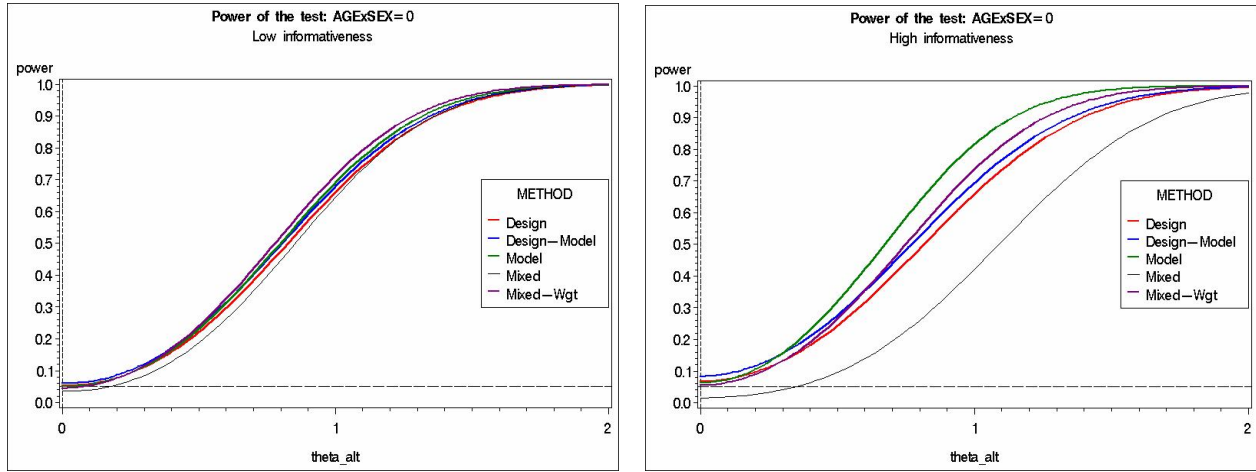 Power of the test: AGExSEX=0
Low informativeness
power
1.0
0.9
0.8
0.7
0.6
0.5
0.4
0.3
0.2
0.1
0.0
METHOD
Design
Design−Model
Model
Mixed
Mixed−Wgt
0
1
2
theta_alt
Power of the test: AGExSEX=0
High informativeness
power
1.0
0.9
0.8
0.7
0.6
0.5
0.4
0.3
0.2
0.1
0.0
METHOD
Design
Design−Model
Model
Mixed
Mixed−Wgt
0
1
2
theta_alt